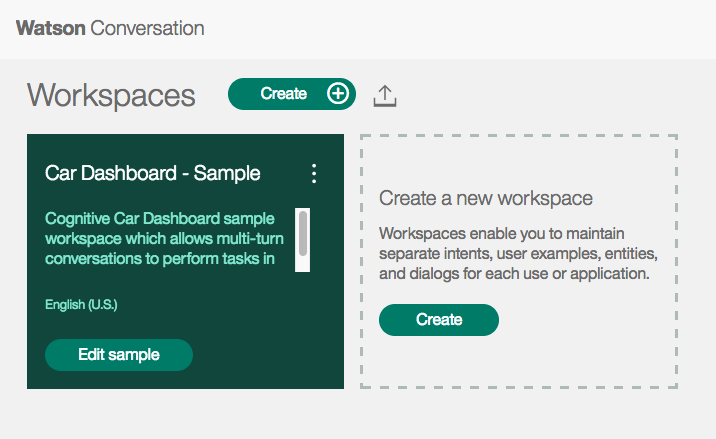 Watson Conversation
Workspaces
Create
Car Dashboard - Sample
Cognitive Car Dashboard sample
workspace which allows multi-turn
conversations to perform tasks in
English (U.S.)
Edit sample
Create a new workspace
Workspaces enable you to maintain
separate intents, user examples, entities,
and dialogs for each use or application.
Create